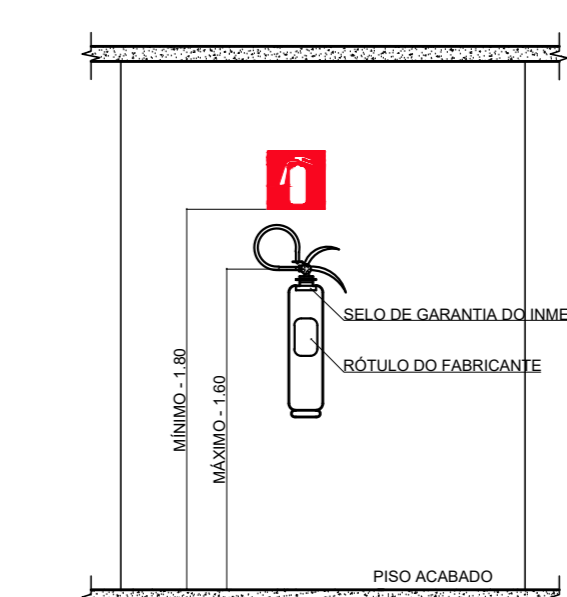 SELO DE GARANTIA DO INME
RÓTULO DO FABRICANTE
MÍNIMO - 1.80
MÁXIMO - 1.60
PISO ACABADO